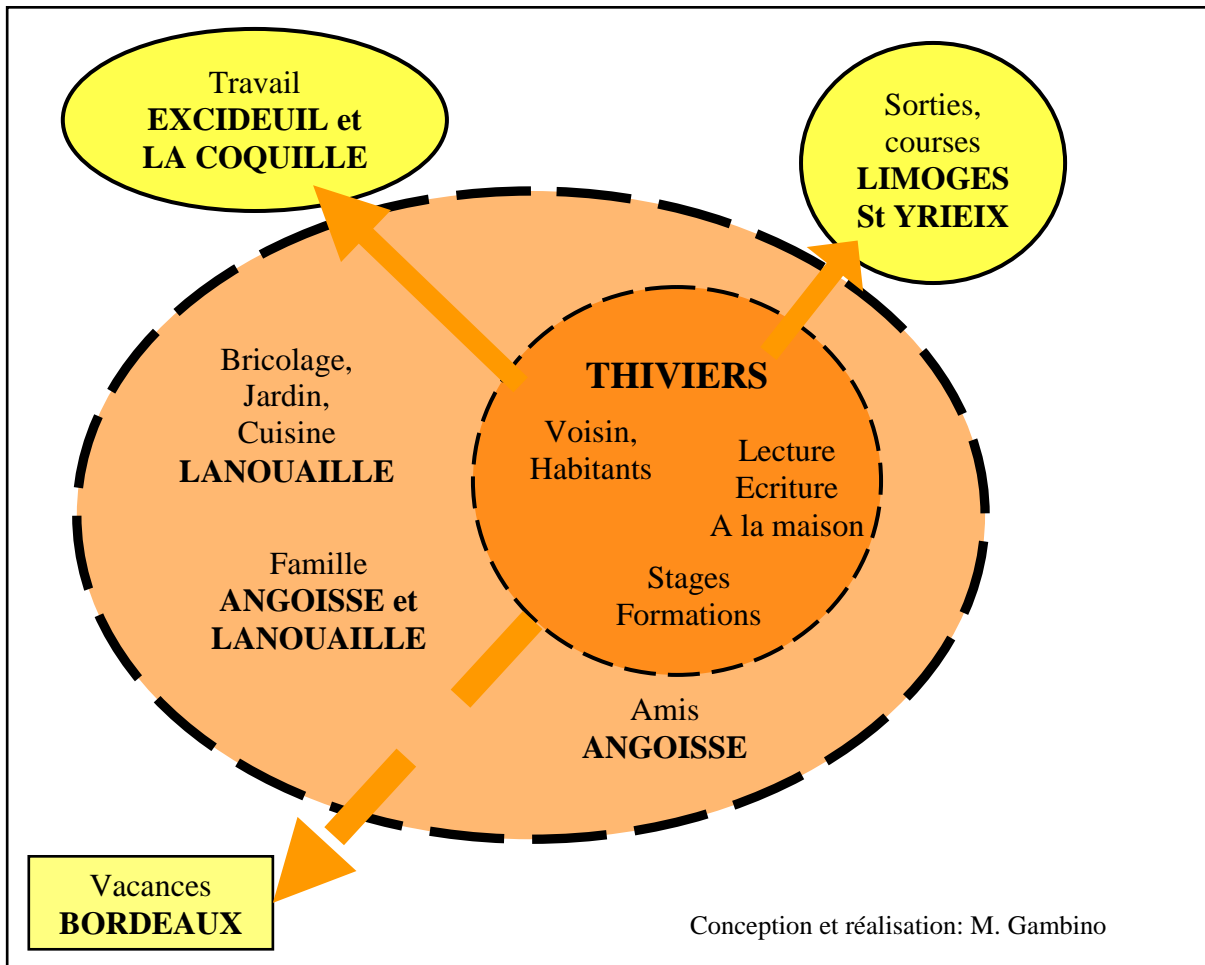 Travail
EXCIDEUIL et
LA COQUILLE
Sorties,
courses
LIMOGES
St YRIEIX
Bricolage,
Jardin,
Cuisine
LANOUAILLE
THIVIERS
Voisin,
Habitants
Lecture
Ecriture
A la maison
Stages
Formations
Famille
ANGOISSE et
LANOUAILLE
Amis
ANGOISSE
Vacances
BORDEAUX
Conception et réalisation: M. Gambino